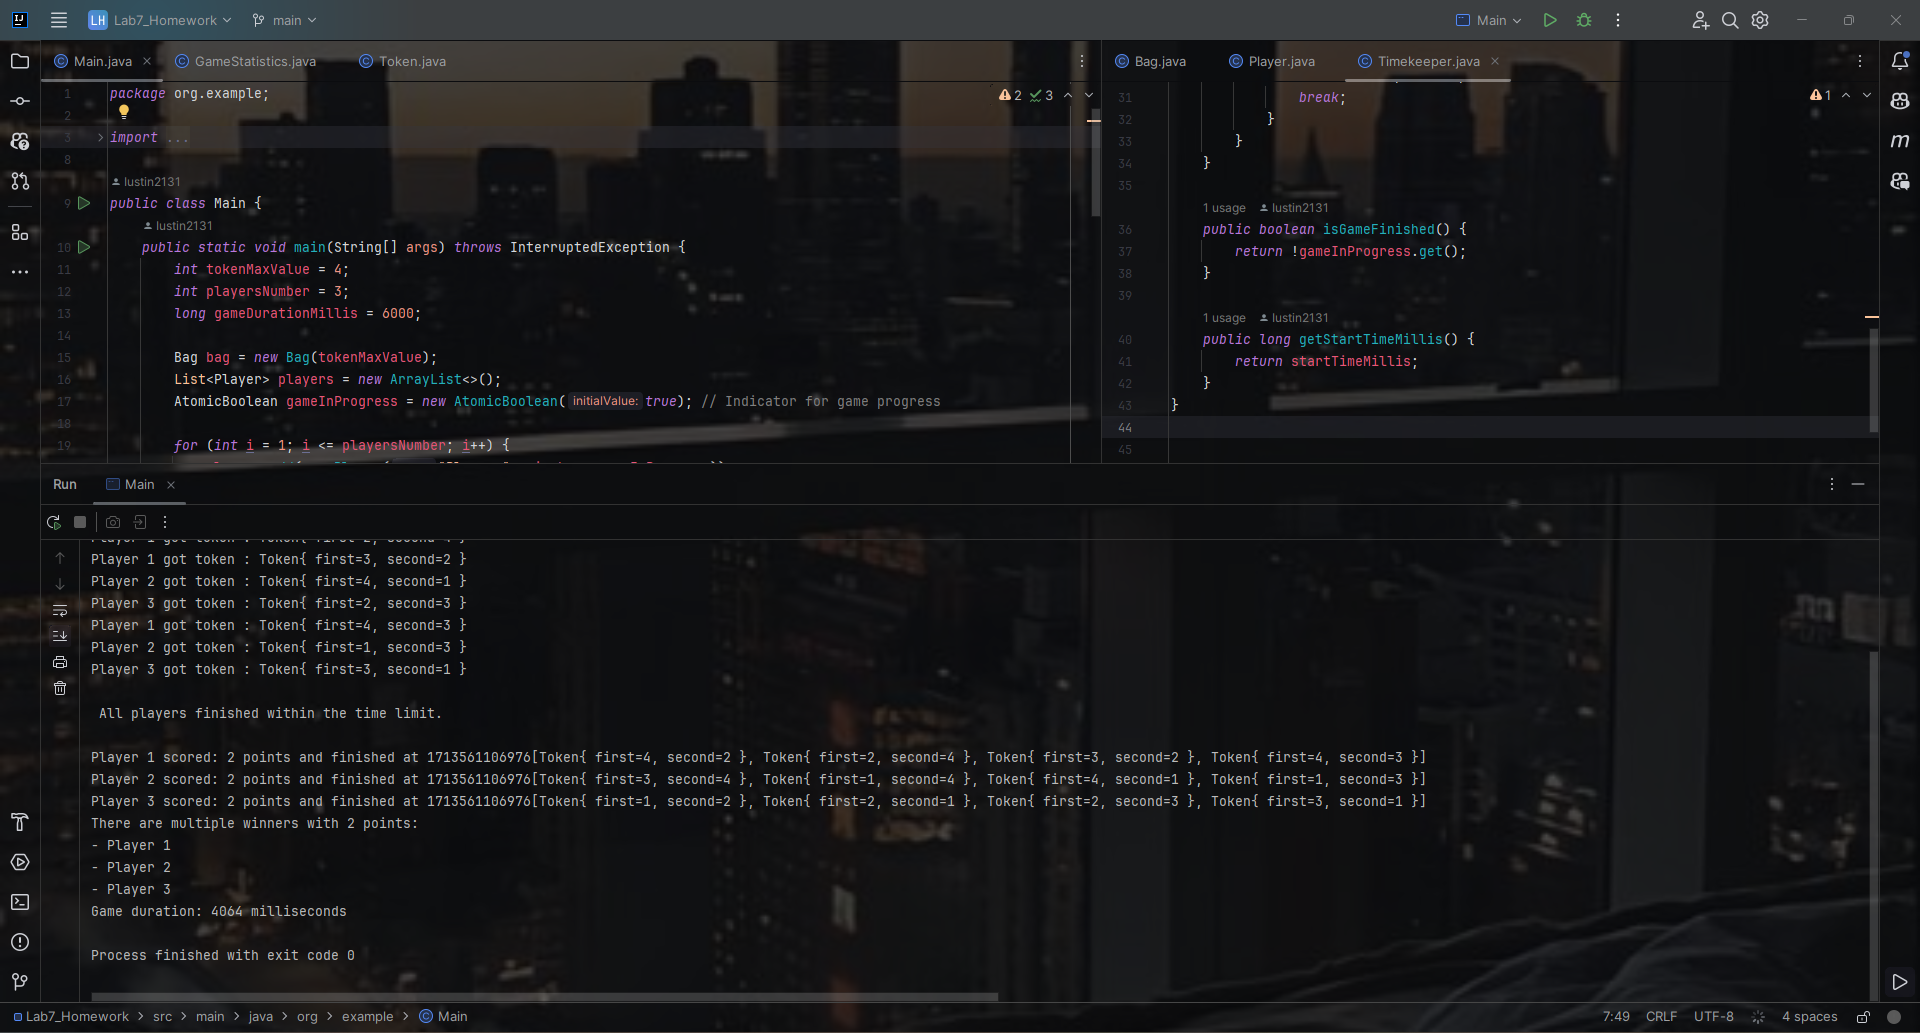 LH Lab7_Homework main Main
Main.java GameStatistics.java Token.java
1 package org.example;
2
3 import ...
8
lustin2131
9 public class Main {
lustin2131
10 public static void main(String[] args) throws InterruptedException {
11 int tokenMaxValue = 4;
12 int playersNumber = 3;
13 long gameDurationMillis = 6000;
14
15 Bag bag = new Bag(tokenMaxValue);
16 List<Player> players = new ArrayList<>();
17 AtomicBoolean gameInProgress = new AtomicBoolean( initialValue: true); // Indicator for game progress
18
19 for (int i = 1; i <= playersNumber; i++) {
2 3
Bag.java Player.java Timekeeper.java
1
31 break;
32 }
33 }
34 }
35
1 usage lustin2131
36 public boolean isGameFinished() {
37 return !gameInProgress.get();
38 }
39
1 usage lustin2131
40 public long getStartTimeMillis() {
41 return startTimeMillis;
42 }
43 }
44
45
Run Main
Player 1 got token : Token{ first=2, second=4 }
Player 1 got token : Token{ first=3, second=2 }
Player 2 got token : Token{ first=4, second=1 }
Player 3 got token : Token{ first=2, second=3 }
Player 1 got token : Token{ first=4, second=3 }
Player 2 got token : Token{ first=1, second=3 }
Player 3 got token : Token{ first=3, second=1 }
All players finished within the time limit.
Player 1 scored: 2 points and finished at 1713561106976[Token{ first=4, second=2 }, Token{ first=2, second=4 }, Token{ first=3, second=2 }, Token{ first=4, second=3 }]
Player 2 scored: 2 points and finished at 1713561106976[Token{ first=3, second=4 }, Token{ first=1, second=4 }, Token{ first=4, second=1 }, Token{ first=1, second=3 }]
Player 3 scored: 2 points and finished at 1713561106976[Token{ first=1, second=2 }, Token{ first=2, second=1 }, Token{ first=2, second=3 }, Token{ first=3, second=1 }]
There are multiple winners with 2 points:
- Player 1
- Player 2
- Player 3
Game duration: 4064 milliseconds
Process finished with exit code 0
Lab7_Homework > src > main > java > org > example > Main
7:49 CRLF UTF-8 4 spaces